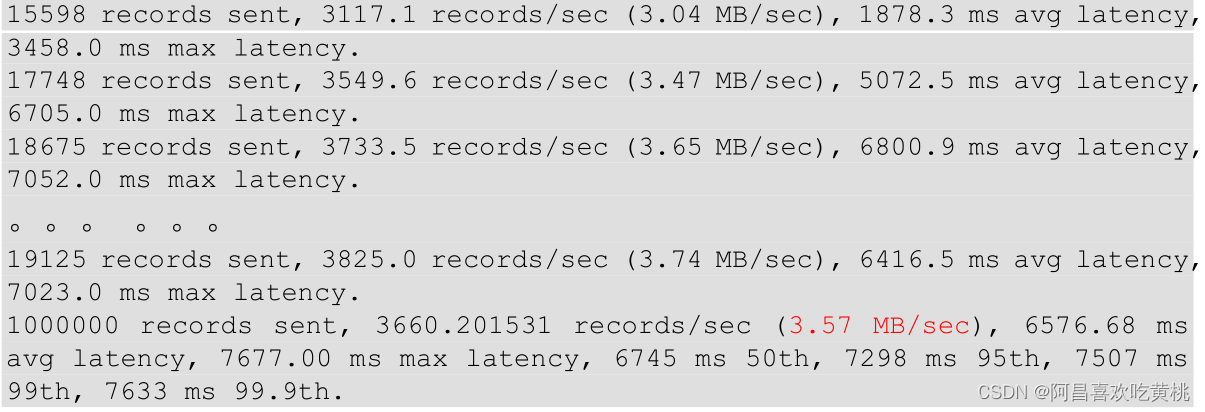 15598 records sent, 3117.1 records/sec (3.04 MB/sec), 1878.3 ms avg latency,
3458.0 ms max latency.
17748 records sent, 3549.6 records/sec (3.47 MB/sec), 5072.5 ms avg latency,
6705.0 ms max latency.
18675 records sent, 3733.5 records/sec (3.65 MB/sec), 6800.9 ms avg latency,
7052.0 ms max latency.
。。。 。。。
19125 records sent, 3825.0 records/sec (3.74 MB/sec), 6416.5 ms avg latency,
7023.0 ms max latency.
1000000 records sent, 3660.201531 records/sec (3.57 MB/sec), 6576.68 ms
avg latency, 7677.00 ms max latency, 6745 ms 50th, 7298 ms 95th, 7507 ms
99th, 7633 ms 99.9th.
CSDN @阿昌喜欢吃黄桃